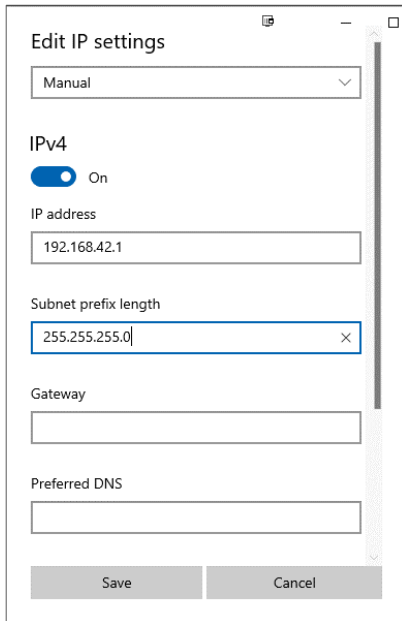 Edit IP settings
Manual
IPv4
On
IP address
192.168.42.1
Subnet prefix length
255.255.255.0
Gateway
Preferred DNS
Save Cancel